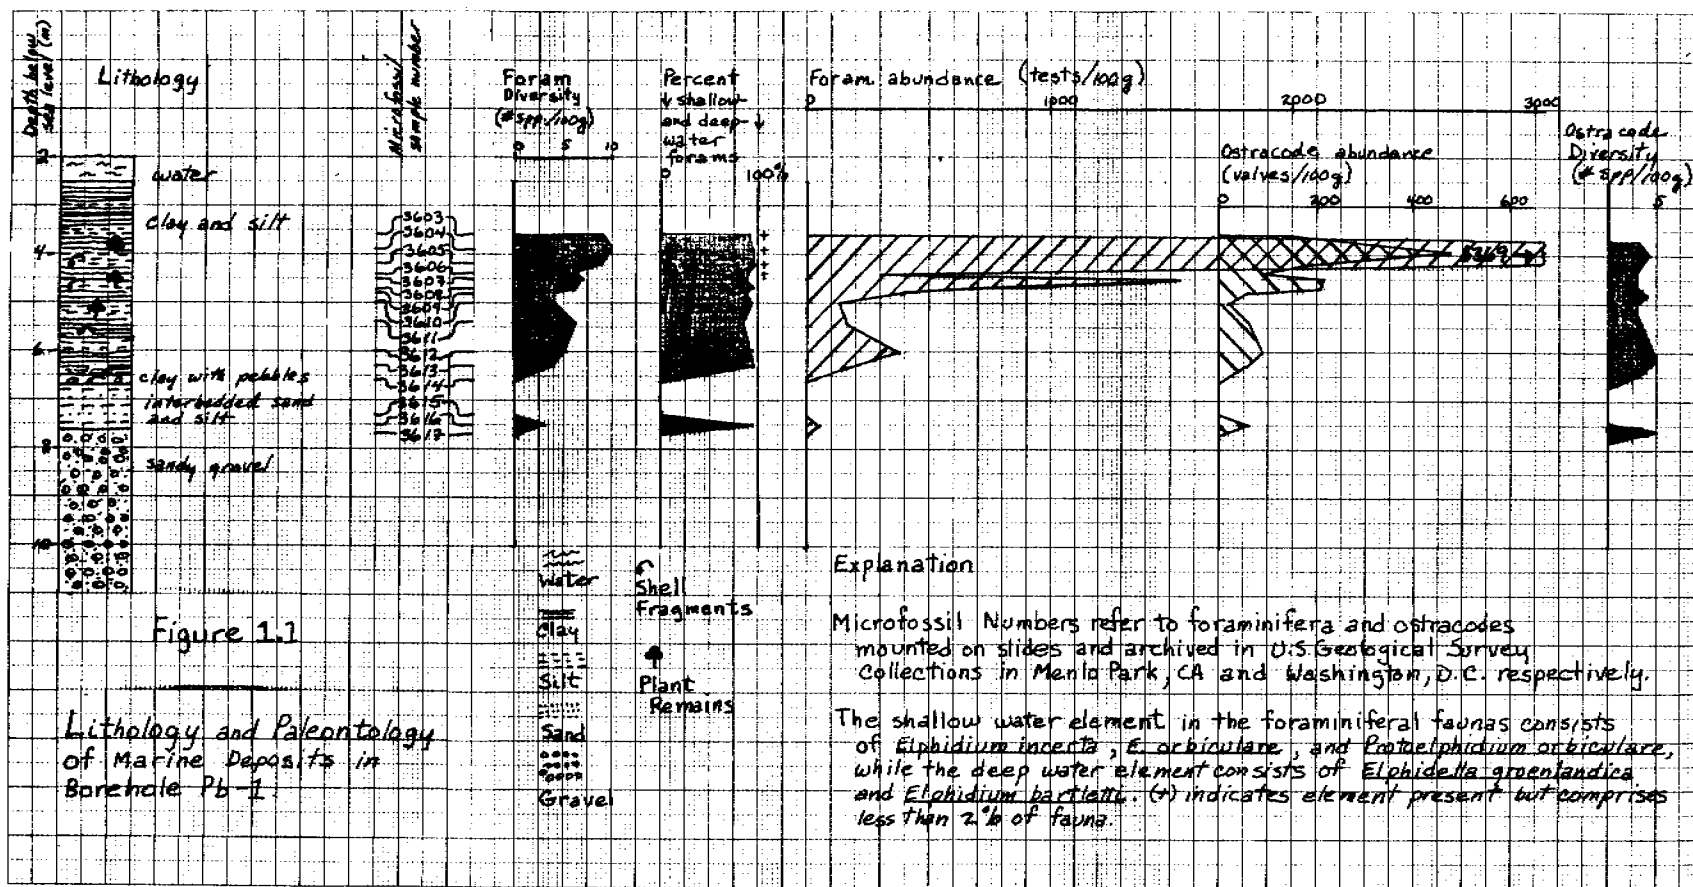 Depth below
sea level (m)
Lithology
Microfossil
sample number
Foram
Diversity
(# spp/100g)
0 5 10
Percent
↓ shallow
and deep- ↓
water
forams
0 100%
Foram abundance (tests/100g)
0 1000 2000 3000
Ostracode abundance
(valves/100g)
0 200 400 600
Ostracode
Diversity
(# spp/100g)
5
water
clay and silt
4
6
8
10
clay with pebbles
interbedded sand
and silt
sandy gravel
3603
3604
3605
3606
3607
3608
3609
3610
3611
3612
3613
3614
3615
3616
3617
+
+
+
+
+
Figure 1.1
Lithology and Paleontology
of Marine Deposits in
Borehole Pb-1
Water
Clay
Silt
Sand
Gravel
Shell
Fragments
Plant
Remains
Explanation
Microfossil Numbers refer to foraminifera and ostracodes
mounted on slides and archived in U.S. Geological Survey
Collections in Menlo Park, CA and Washington, D.C. respectively.
The shallow water element in the foraminiferal faunas consists
of Elphidium incerta, E. orbiculare, and Protoelphidium orbiculare,
while the deep water element consists of Elphidella groenlandica
and Elphidium bartletti. (+) indicates element present but comprises
less than 2% of fauna.